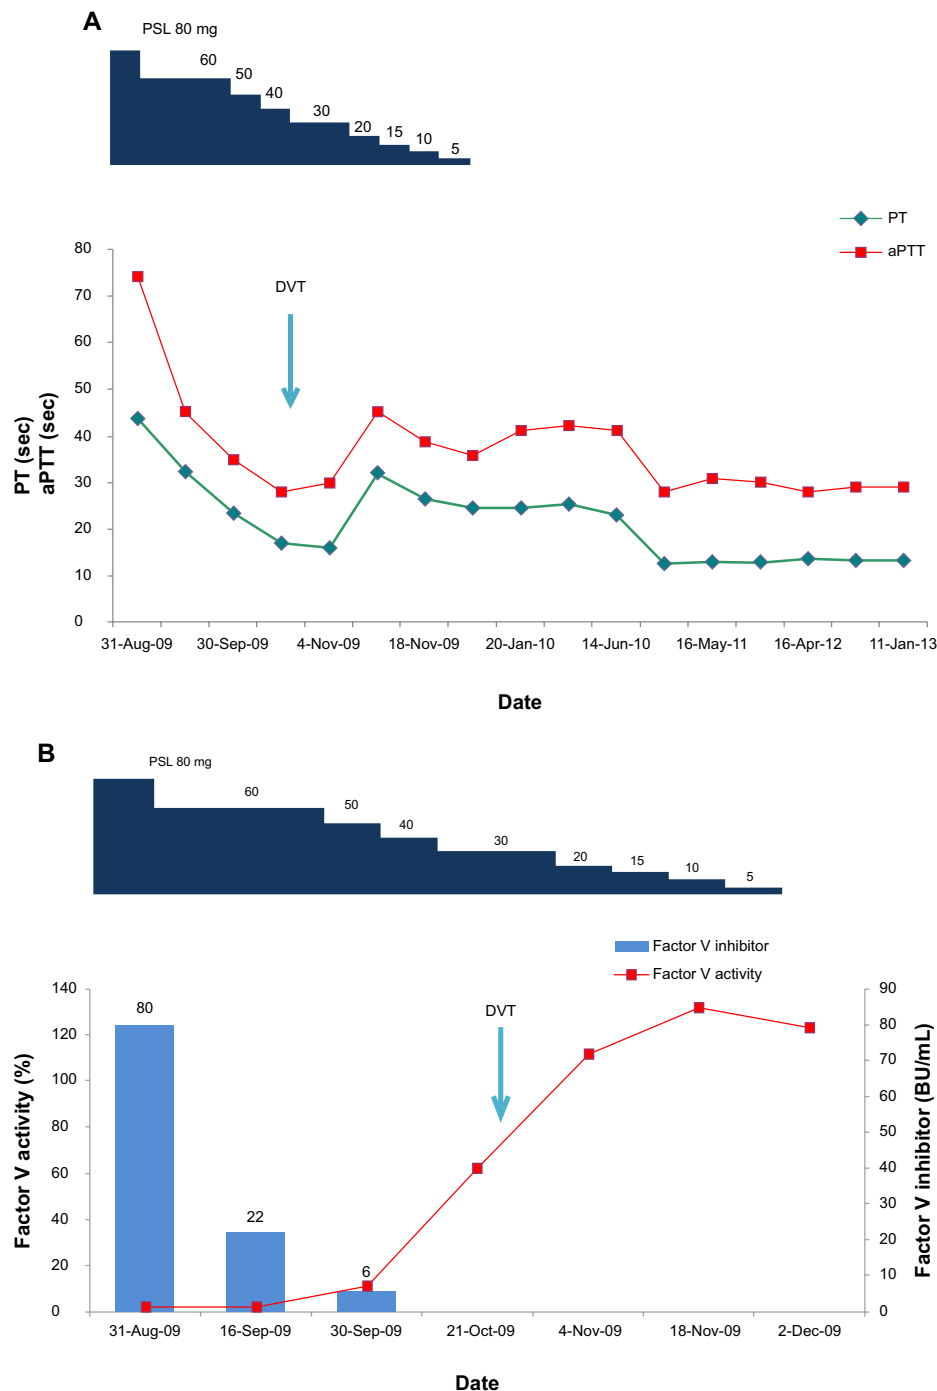 A
PSL 80 mg
60
50
40
30
20
15
10
5
PT
aPTT
80
70
60
50
40
30
20
10
0
PT (sec)
aPTT (sec)
DVT
31-Aug-09 30-Sep-09 4-Nov-09 18-Nov-09 20-Jan-10 14-Jun-10 16-May-11 16-Apr-12 11-Jan-13
Date
B
PSL 80 mg
60
50
40
30
20
15
10
5
Factor V inhibitor
Factor V activity
140
120
100
80
60
40
20
0
Factor V activity (%)
80
22
6
DVT
90
80
70
60
50
40
30
20
10
0
Factor V inhibitor (BU/mL)
31-Aug-09 16-Sep-09 30-Sep-09 21-Oct-09 4-Nov-09 18-Nov-09 2-Dec-09
Date